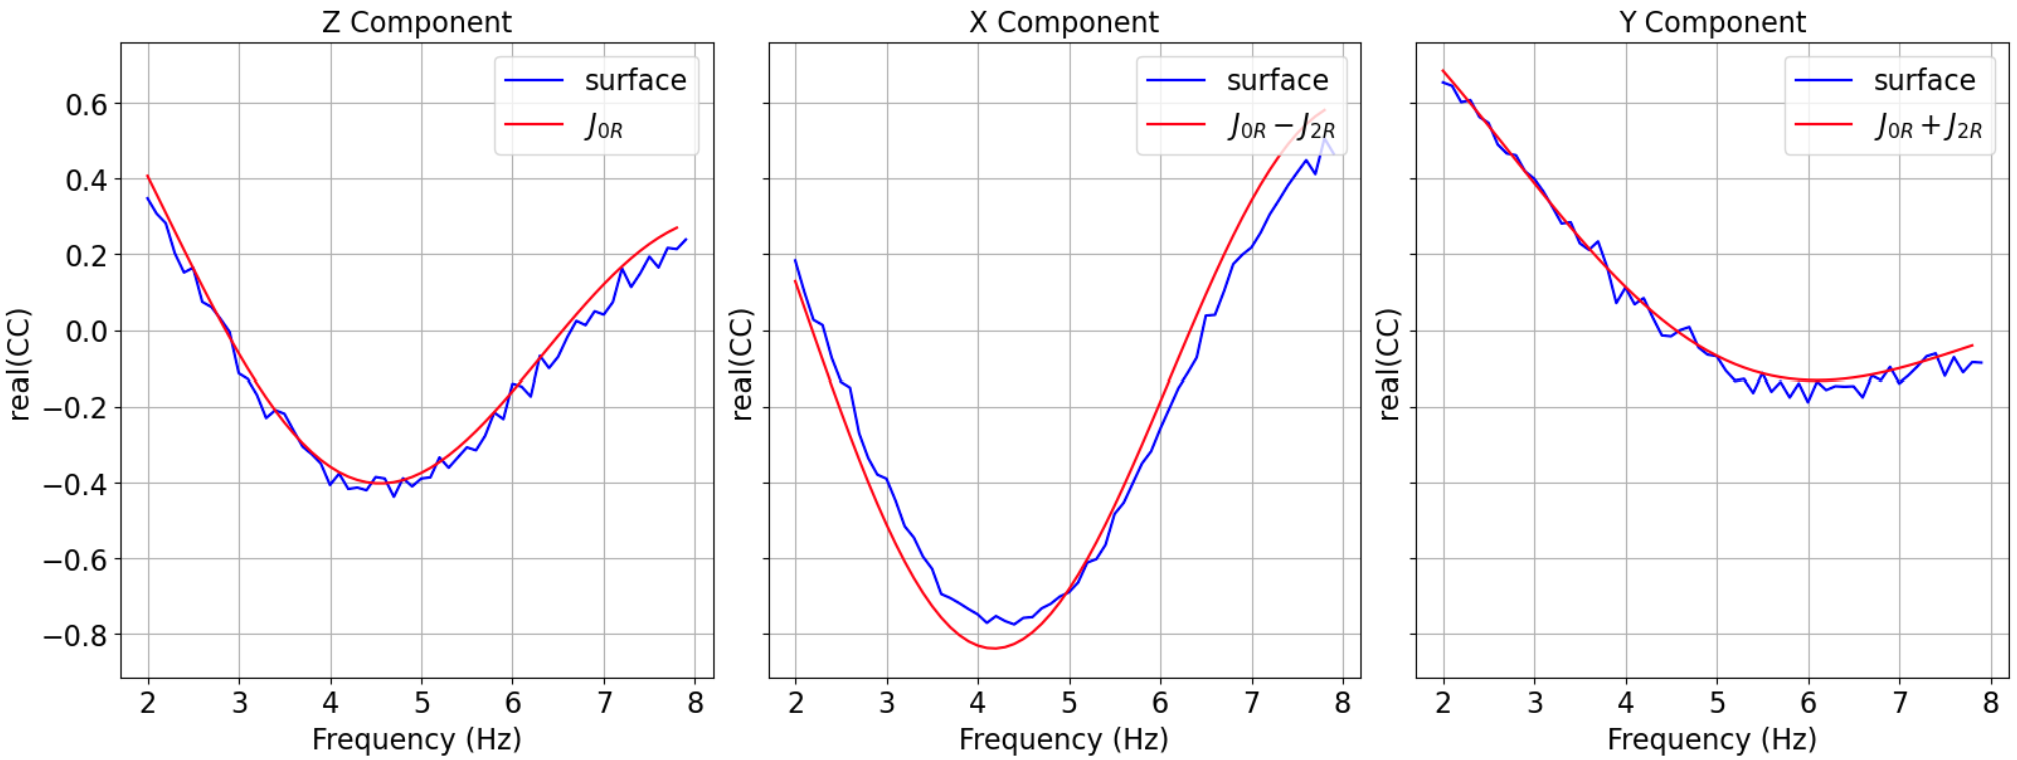 Z Component
X Component
Y Component
surface
J0R
surface
J0R − J2R
surface
J0R + J2R
0.6
0.4
0.2
0.0
−0.2
−0.4
−0.6
−0.8
real(CC)
real(CC)
real(CC)
2 3 4 5 6 7 8
2 3 4 5 6 7 8
2 3 4 5 6 7 8
Frequency (Hz)
Frequency (Hz)
Frequency (Hz)